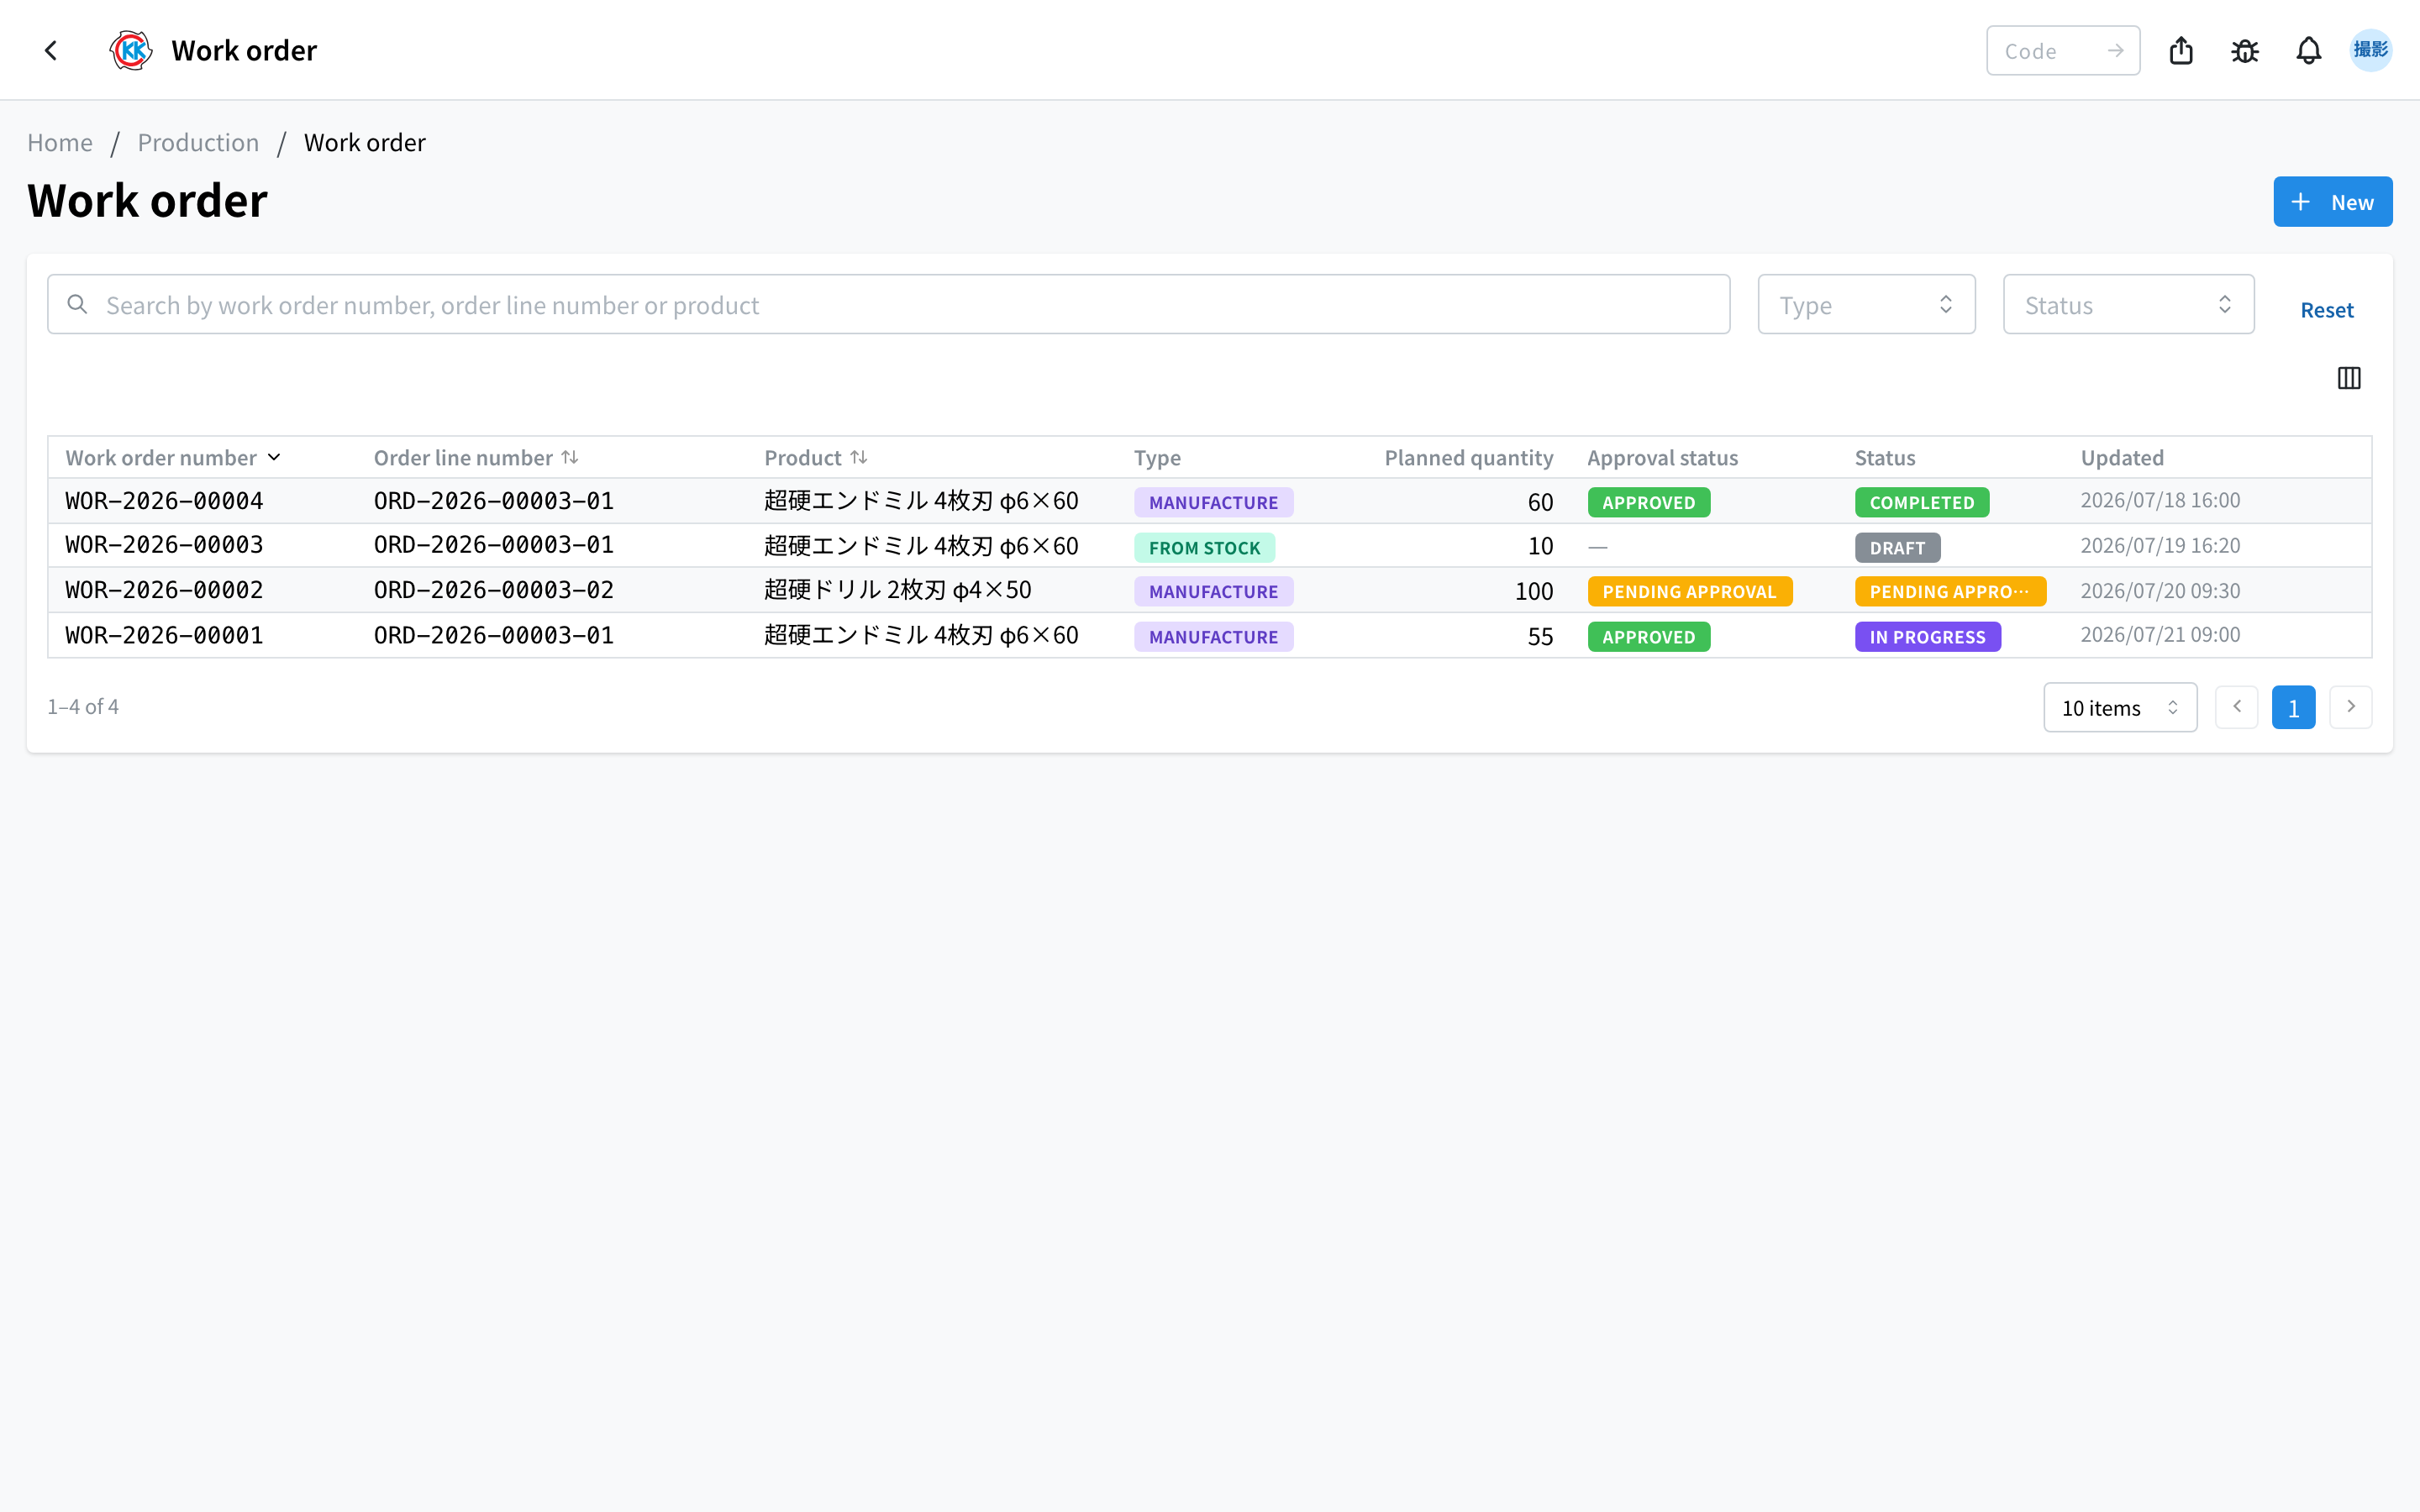 CKK Work order Code 撮影
Home / Production / Work order
Work order
New
Search by work order number, order line number or product Type Status Reset
Work order number Order line number Product Type Planned quantity Approval status Status Updated
WOR-2026-00004 ORD-2026-00003-01 超硬エンドミル 4枚刃 φ6×60 MANUFACTURE 60 APPROVED COMPLETED 2026/07/18 16:00
WOR-2026-00003 ORD-2026-00003-01 超硬エンドミル 4枚刃 φ6×60 FROM STOCK 10 — DRAFT 2026/07/19 16:20
WOR-2026-00002 ORD-2026-00003-02 超硬ドリル 2枚刃 φ4×50 MANUFACTURE 100 PENDING APPROVAL PENDING APPRO… 2026/07/20 09:30
WOR-2026-00001 ORD-2026-00003-01 超硬エンドミル 4枚刃 φ6×60 MANUFACTURE 55 APPROVED IN PROGRESS 2026/07/21 09:00
1–4 of 4 10 items 1